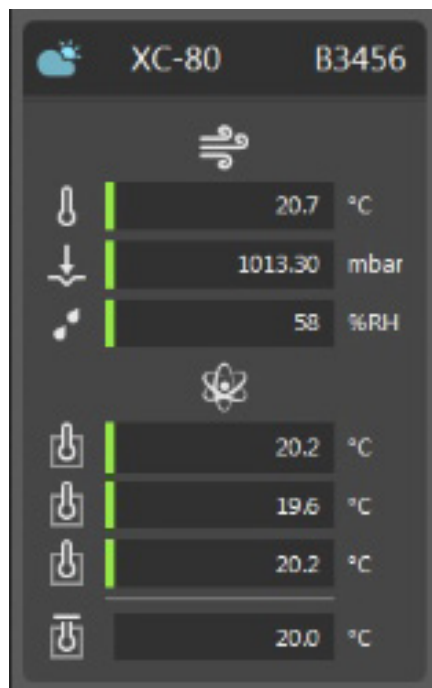 XC-80 B3456
20.7 °C
1013.30 mbar
58 %RH
20.2 °C
19.6 °C
20.2 °C
20.0 °C